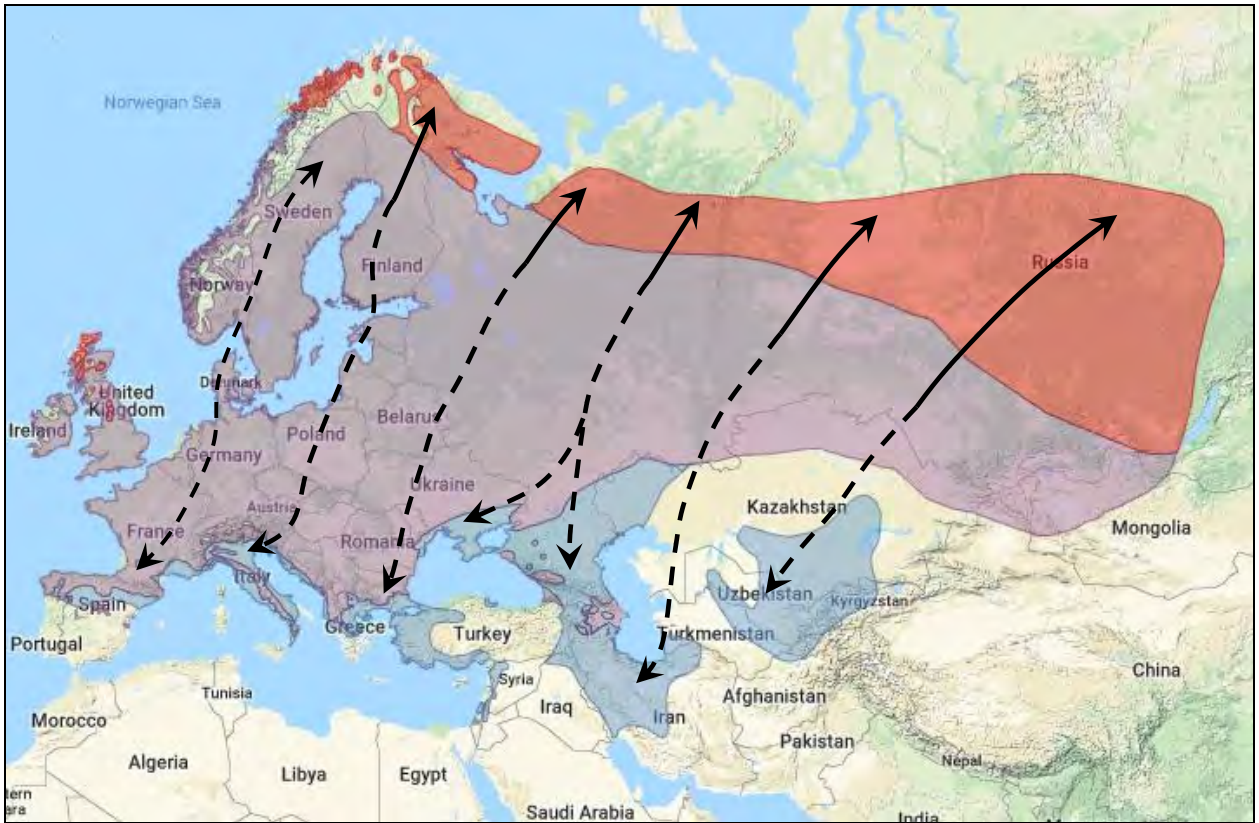 Norwegian Sea
Sweden
Finland
Norway
Russia
United
Kingdom
Denmark
Ireland
Belarus
Poland
Germany
Ukraine
Austria
Kazakhstan
France
Romania
Mongolia
Italy
Uzbekistan
Kyrgyzstan
Spain
Greece
Turkey
Turkmenistan
Portugal
Syria
China
Tunisia
Afghanistan
Iraq
Iran
Morocco
Pakistan
Algeria
Nepal
Libya
Egypt
tern
ara
Saudi Arabia
India